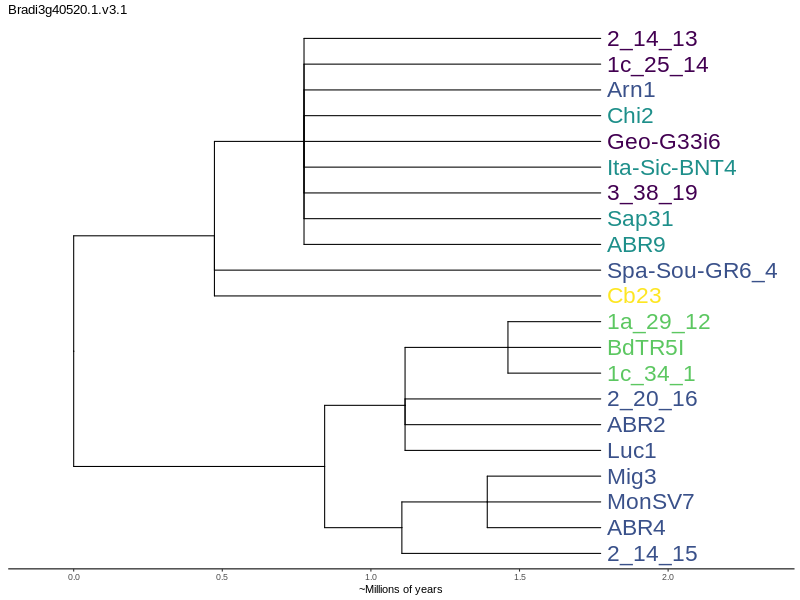 Bradi3g40520.1.v3.1
2_14_13
1c_25_14
Arn1
Chi2
Geo-G33i6
Ita-Sic-BNT4
3_38_19
Sap31
ABR9
Spa-Sou-GR6_4
Cb23
1a_29_12
BdTR5I
1c_34_1
2_20_16
ABR2
Luc1
Mig3
MonSV7
ABR4
2_14_15
0.0 0.5 1.0 1.5 2.0
~Millions of years